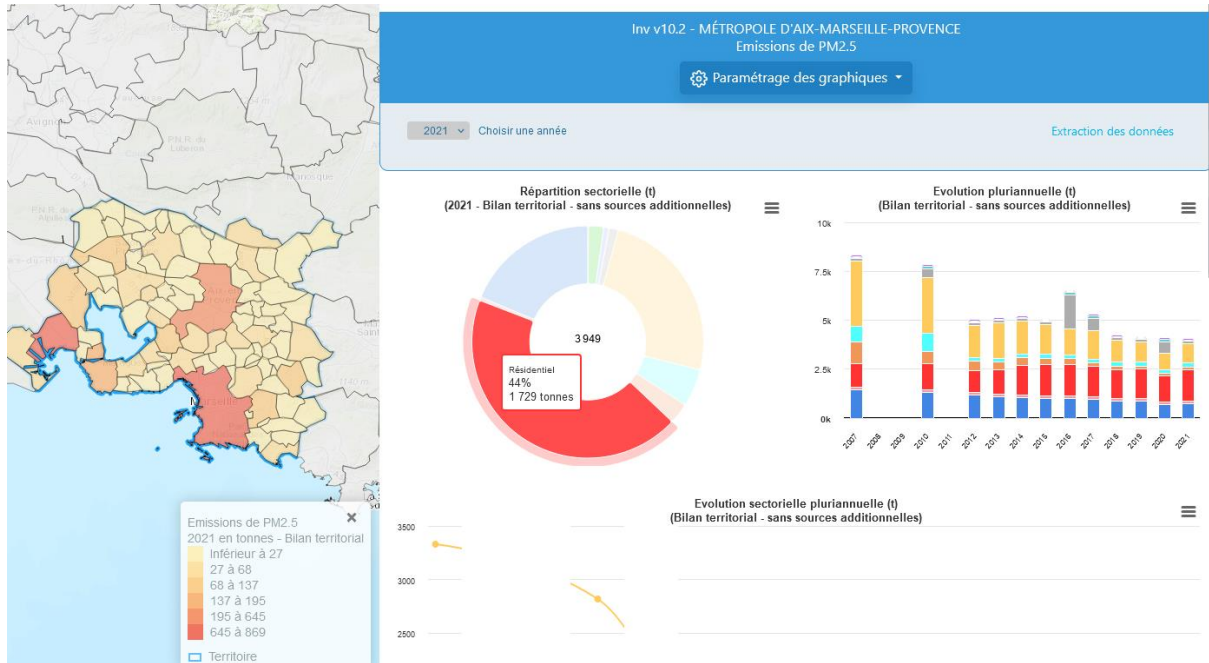 Inv v10.2 - MÉTROPOLE D'AIX-MARSEILLE-PROVENCE
Emissions de PM2.5
Paramétrage des graphiques
2021
Choisir une année
Extraction des données
Répartition sectorielle (t)
(2021 - Bilan territorial - sans sources additionnelles)
3 949
Résidentiel
44%
1 729 tonnes
Evolution pluriannuelle (t)
(Bilan territorial - sans sources additionnelles)
10k
7.5k
5k
2.5k
0k
2007
2008
2009
2010
2011
2012
2013
2014
2015
2016
2017
2018
2019
2020
2021
Evolution sectorielle pluriannuelle (t)
(Bilan territorial - sans sources additionnelles)
3500
3000
2500
Avignon
P.N.R. du
Luberon
Manosque
Marseille
Emissions de PM2.5
2021 en tonnes - Bilan territorial
Inférieur à 27
27 à 68
68 à 137
137 à 195
195 à 645
645 à 869
Territoire